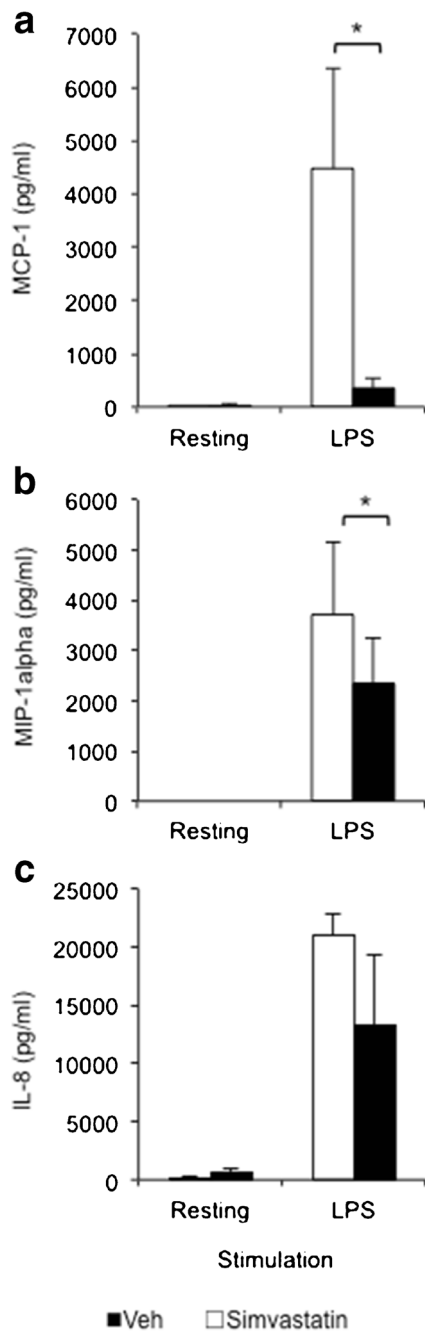 a
MCP-1 (pg/ml)
7000
6000
5000
4000
3000
2000
1000
0
*
Resting LPS
b
MIP-1alpha (pg/ml)
6000
5000
4000
3000
2000
1000
0
*
Resting LPS
c
IL-8 (pg/ml)
25000
20000
15000
10000
5000
0
Resting LPS
Stimulation
Veh Simvastatin